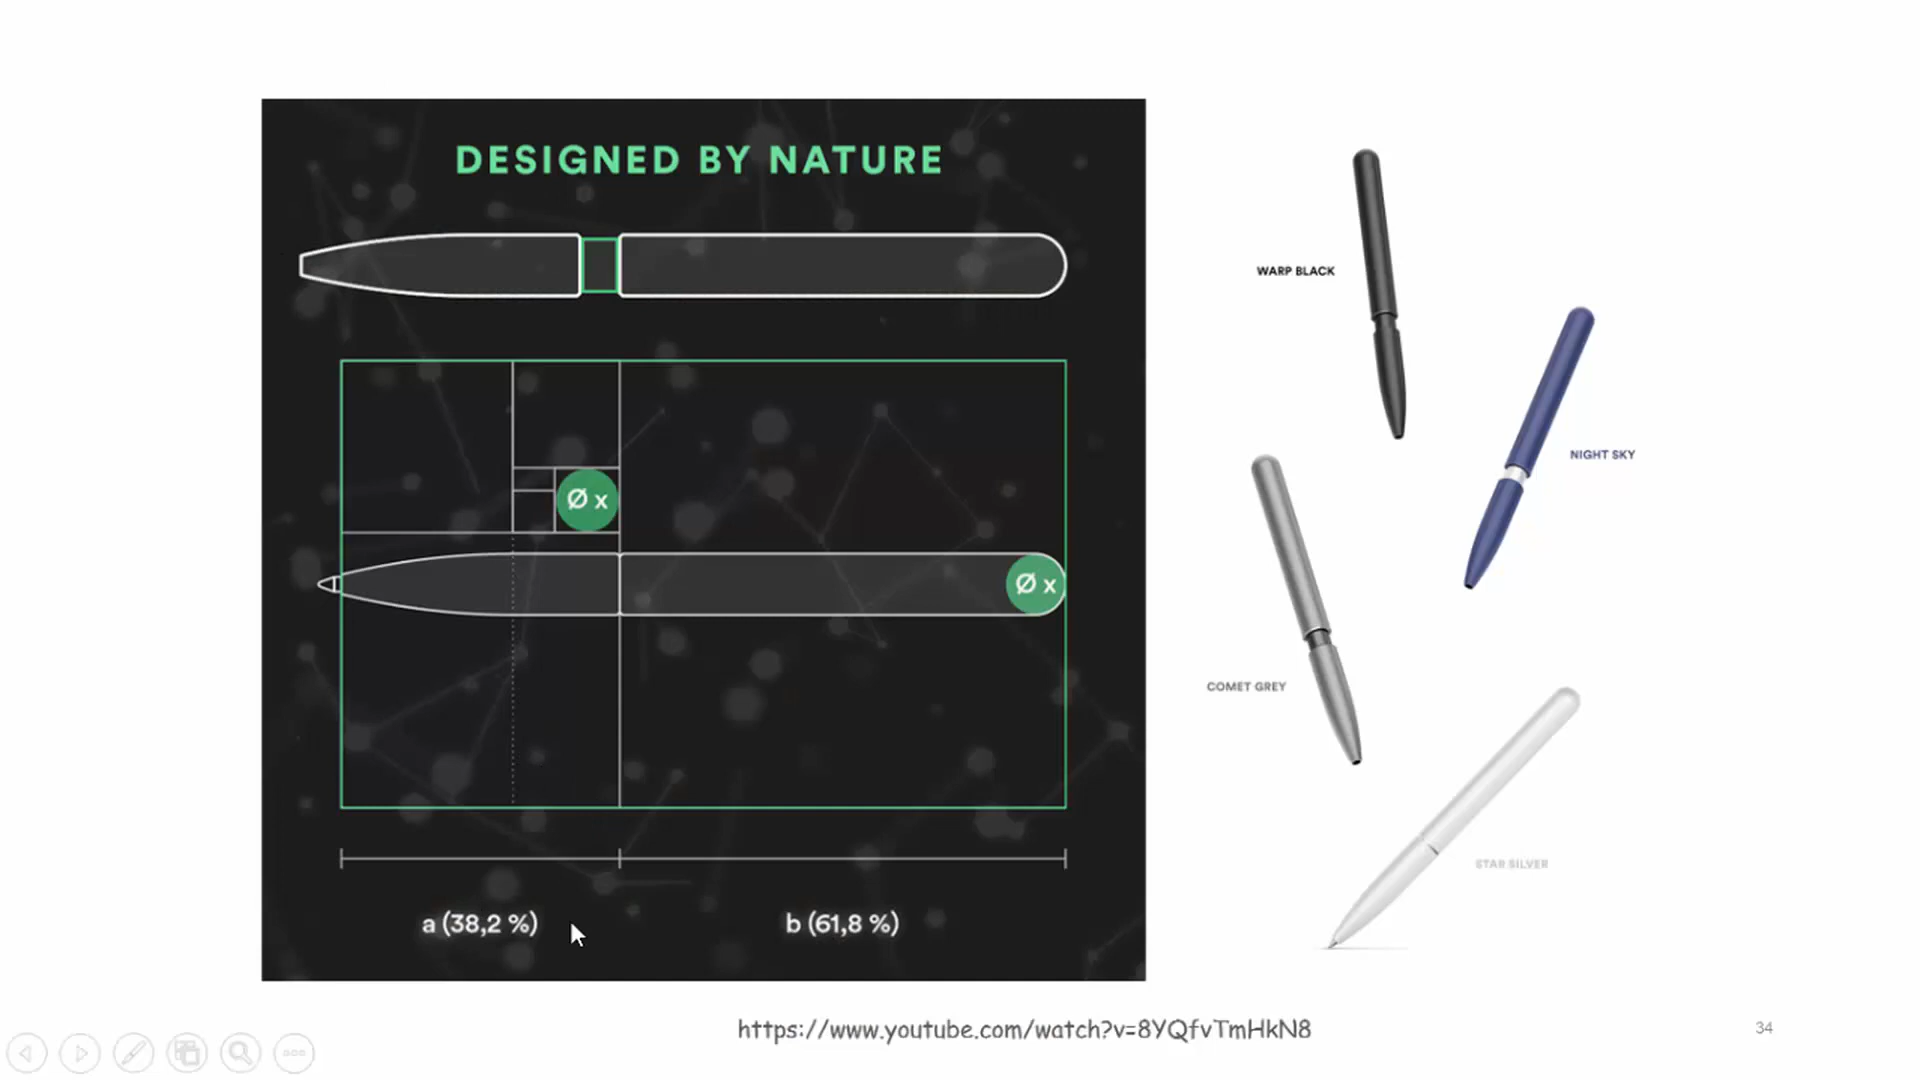 DESIGNED BY NATURE
Ø x
Ø x
a (38,2 %)
b (61,8 %)
WARP BLACK
NIGHT SKY
COMET GREY
STAR SILVER
https://www.youtube.com/watch?v=8YQfvTmHkN8
34